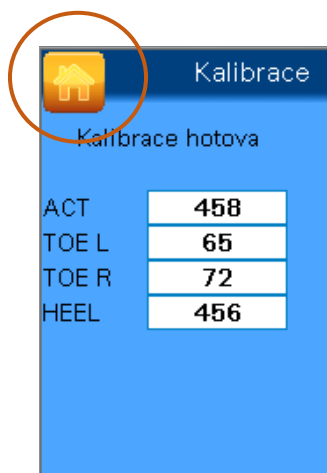 Kalibrace
Kalibrace hotova
ACT 458
TOE L 65
TOE R 72
HEEL 456